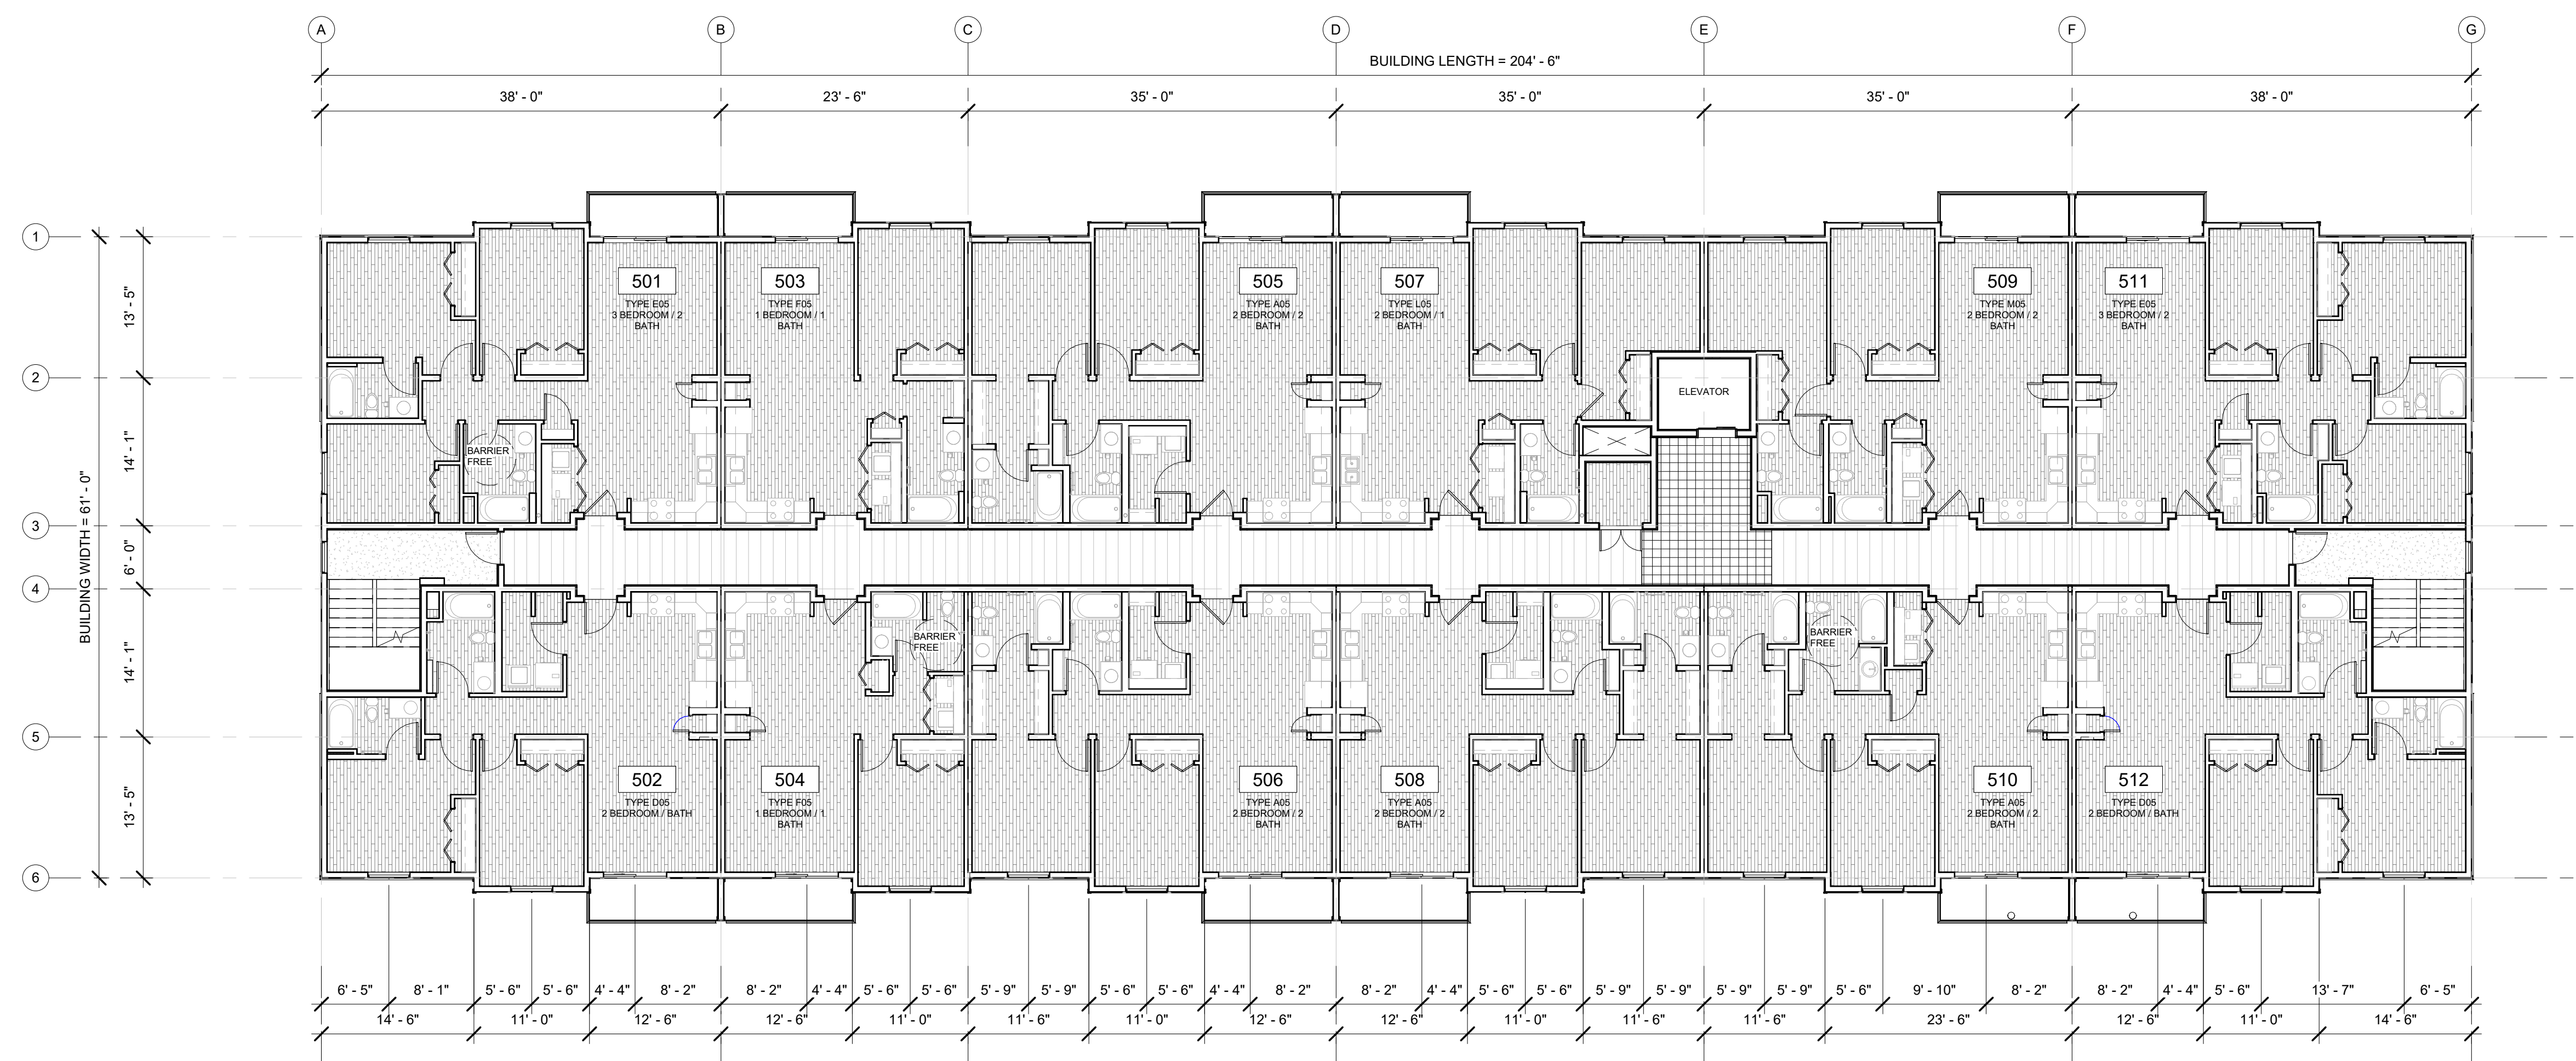 A B C D E F G
BUILDING LENGTH = 204' - 6"
38' - 0" 23' - 6" 35' - 0" 35' - 0" 35' - 0" 38' - 0"
1
2
3
4
5
6
BUILDING WIDTH = 61' - 0"
13' - 5"
14' - 1"
6' - 0"
14' - 1"
13' - 5"
501
TYPE E05
3 BEDROOM / 2
BATH
503
TYPE F05
1 BEDROOM / 1
BATH
505
TYPE A05
2 BEDROOM / 2
BATH
507
TYPE L05
2 BEDROOM / 1
BATH
509
TYPE M05
2 BEDROOM / 2
BATH
511
TYPE E05
3 BEDROOM / 2
BATH
ELEVATOR
BARRIER
FREE
BARRIER
FREE
BARRIER
FREE
502
TYPE D05
2 BEDROOM / BATH
504
TYPE F05
1 BEDROOM / 1
BATH
506
TYPE A05
2 BEDROOM / 2
BATH
508
TYPE A05
2 BEDROOM / 2
BATH
510
TYPE A05
2 BEDROOM / 2
BATH
512
TYPE D05
2 BEDROOM / BATH
6' - 5" 8' - 1" 5' - 6" 5' - 6" 4' - 4" 8' - 2" 8' - 2" 4' - 4" 5' - 6" 5' - 6" 5' - 9" 5' - 9" 5' - 6" 5' - 6" 4' - 4" 8' - 2" 8' - 2" 4' - 4" 5' - 6" 5' - 6" 5' - 9" 5' - 9" 5' - 9" 5' - 9" 5' - 6" 9' - 10" 8' - 2" 8' - 2" 4' - 4" 5' - 6" 13' - 7" 6' - 5"
14' - 6" 11' - 0" 12' - 6" 12' - 6" 11' - 0" 11' - 6" 11' - 0" 12' - 6" 12' - 6" 11' - 0" 11' - 6" 11' - 6" 23' - 6" 12' - 6" 11' - 0" 14' - 6"